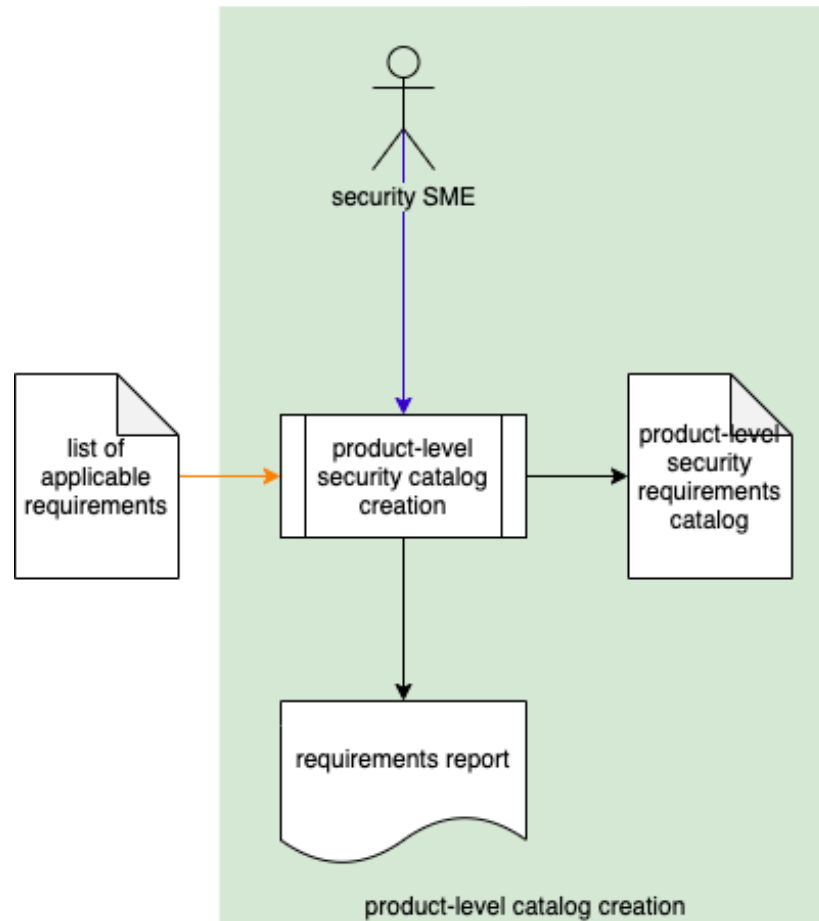 security SME
list of
applicable
requirements
product-level
security catalog
creation
product-level
security
requirements
catalog
requirements report
product-level catalog creation